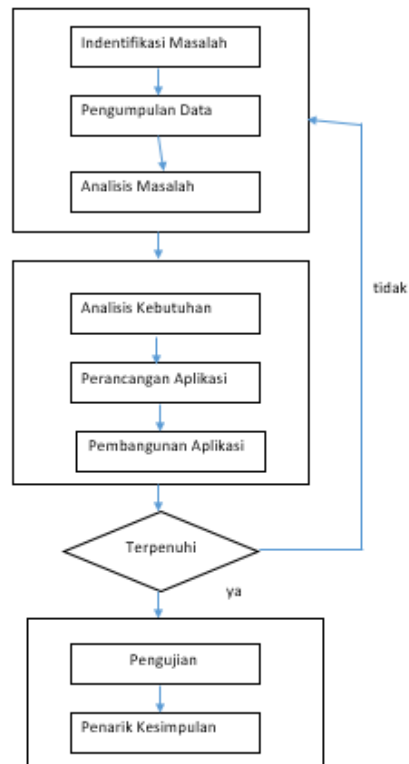 Indentifikasi Masalah
Pengumpulan Data
Analisis Masalah
tidak
Analisis Kebutuhan
Perancangan Aplikasi
Pembangunan Aplikasi
Terpenuhi
ya
Pengujian
Penarik Kesimpulan